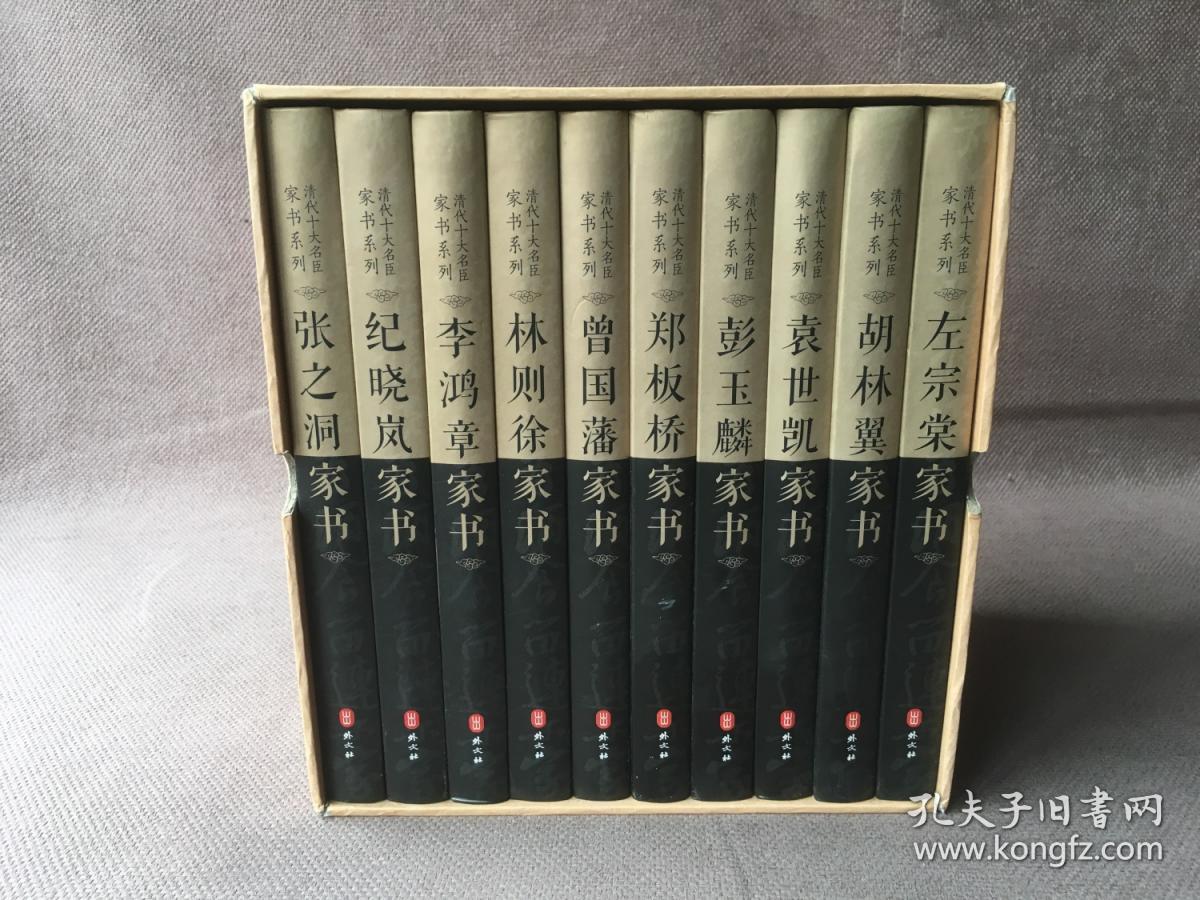 清代十大名臣
家书系列
张之洞家书
外文社
清代十大名臣
家书系列
纪晓岚家书
外文社
清代十大名臣
家书系列
李鸿章家书
外文社
清代十大名臣
家书系列
林则徐家书
外文社
清代十大名臣
家书系列
曾国藩家书
外文社
清代十大名臣
家书系列
郑板桥家书
外文社
清代十大名臣
家书系列
彭玉麟家书
外文社
清代十大名臣
家书系列
袁世凯家书
外文社
清代十大名臣
家书系列
胡林翼家书
外文社
清代十大名臣
家书系列
左宗棠家书
外文社
孔夫子旧书网
www.kongfz.com